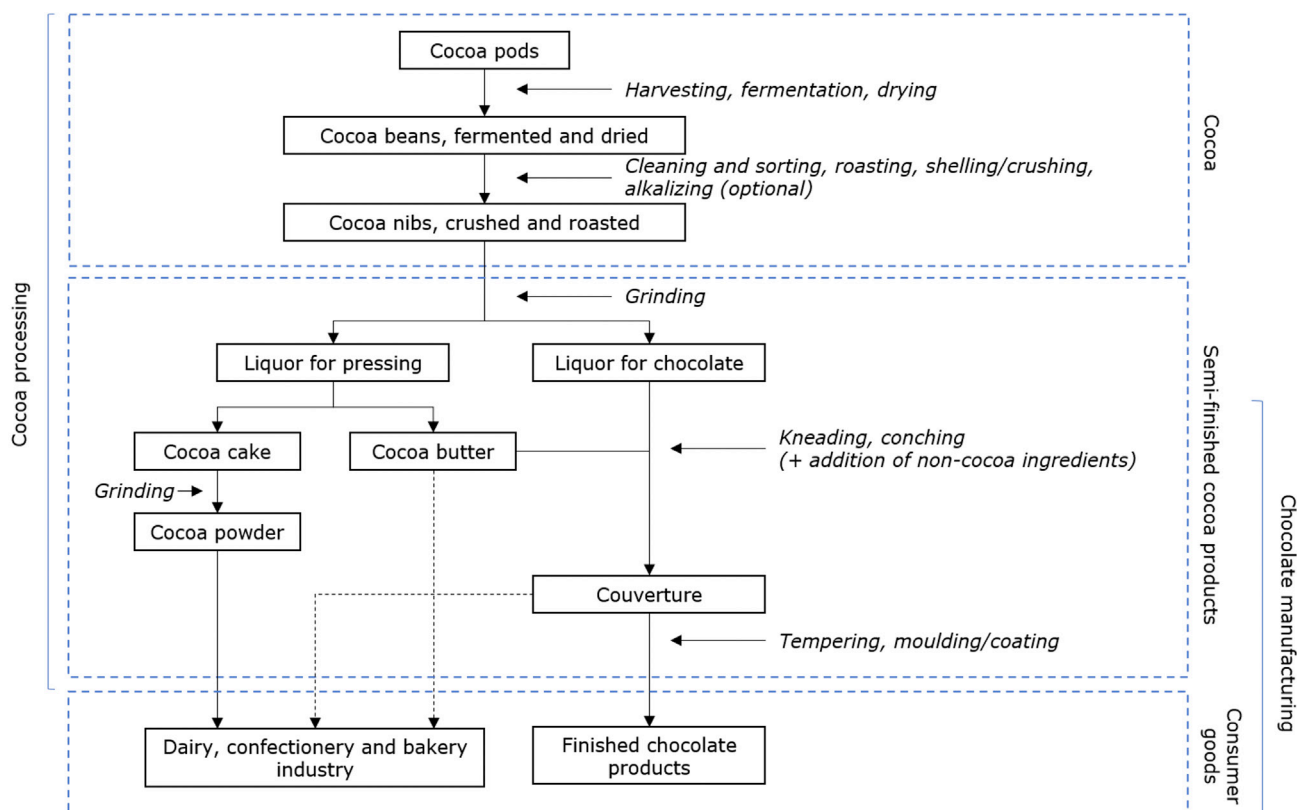 Cocoa pods
Harvesting, fermentation, drying
Cocoa beans, fermented and dried
Cleaning and sorting, roasting, shelling/crushing,
alkalizing (optional)
Cocoa nibs, crushed and roasted
Cocoa
Cocoa processing
Grinding
Liquor for pressing
Liquor for chocolate
Cocoa cake
Cocoa butter
Kneading, conching
(+ addition of non-cocoa ingredients)
Grinding
Cocoa powder
Couverture
Tempering, moulding/coating
Semi-finished cocoa products
Chocolate manufacturing
Dairy, confectionery and bakery
industry
Finished chocolate
products
Consumer
goods